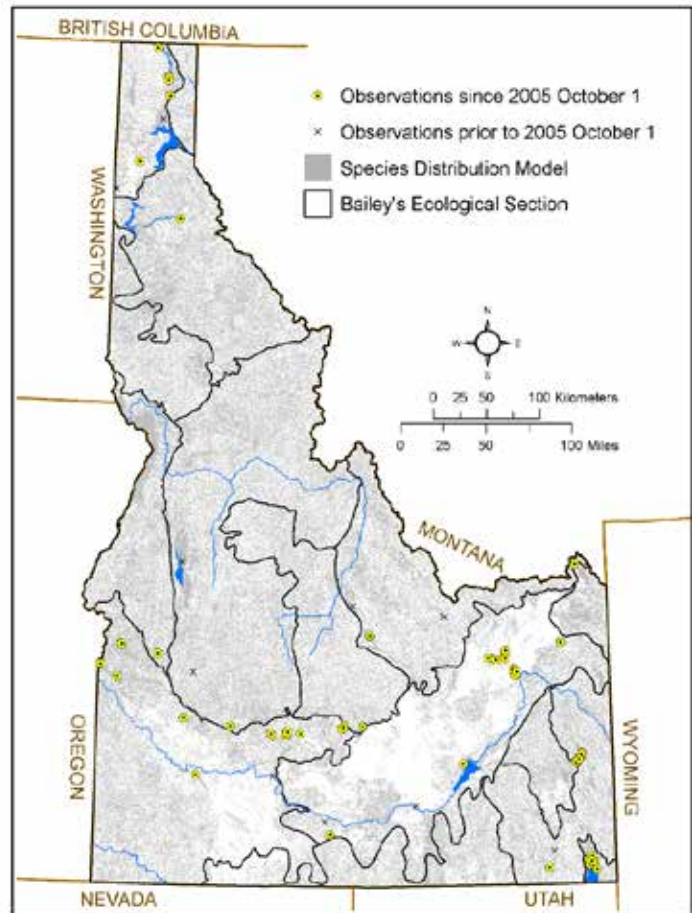 BRITISH COLUMBIA
Observations since 2005 October 1
Observations prior to 2005 October 1
Species Distribution Model
Bailey's Ecological Section
WASHINGTON
N
W E
S
0 25 50 100 Kilometers
0 25 50 100 Miles
MONTANA
OREGON
WYOMING
NEVADA
UTAH